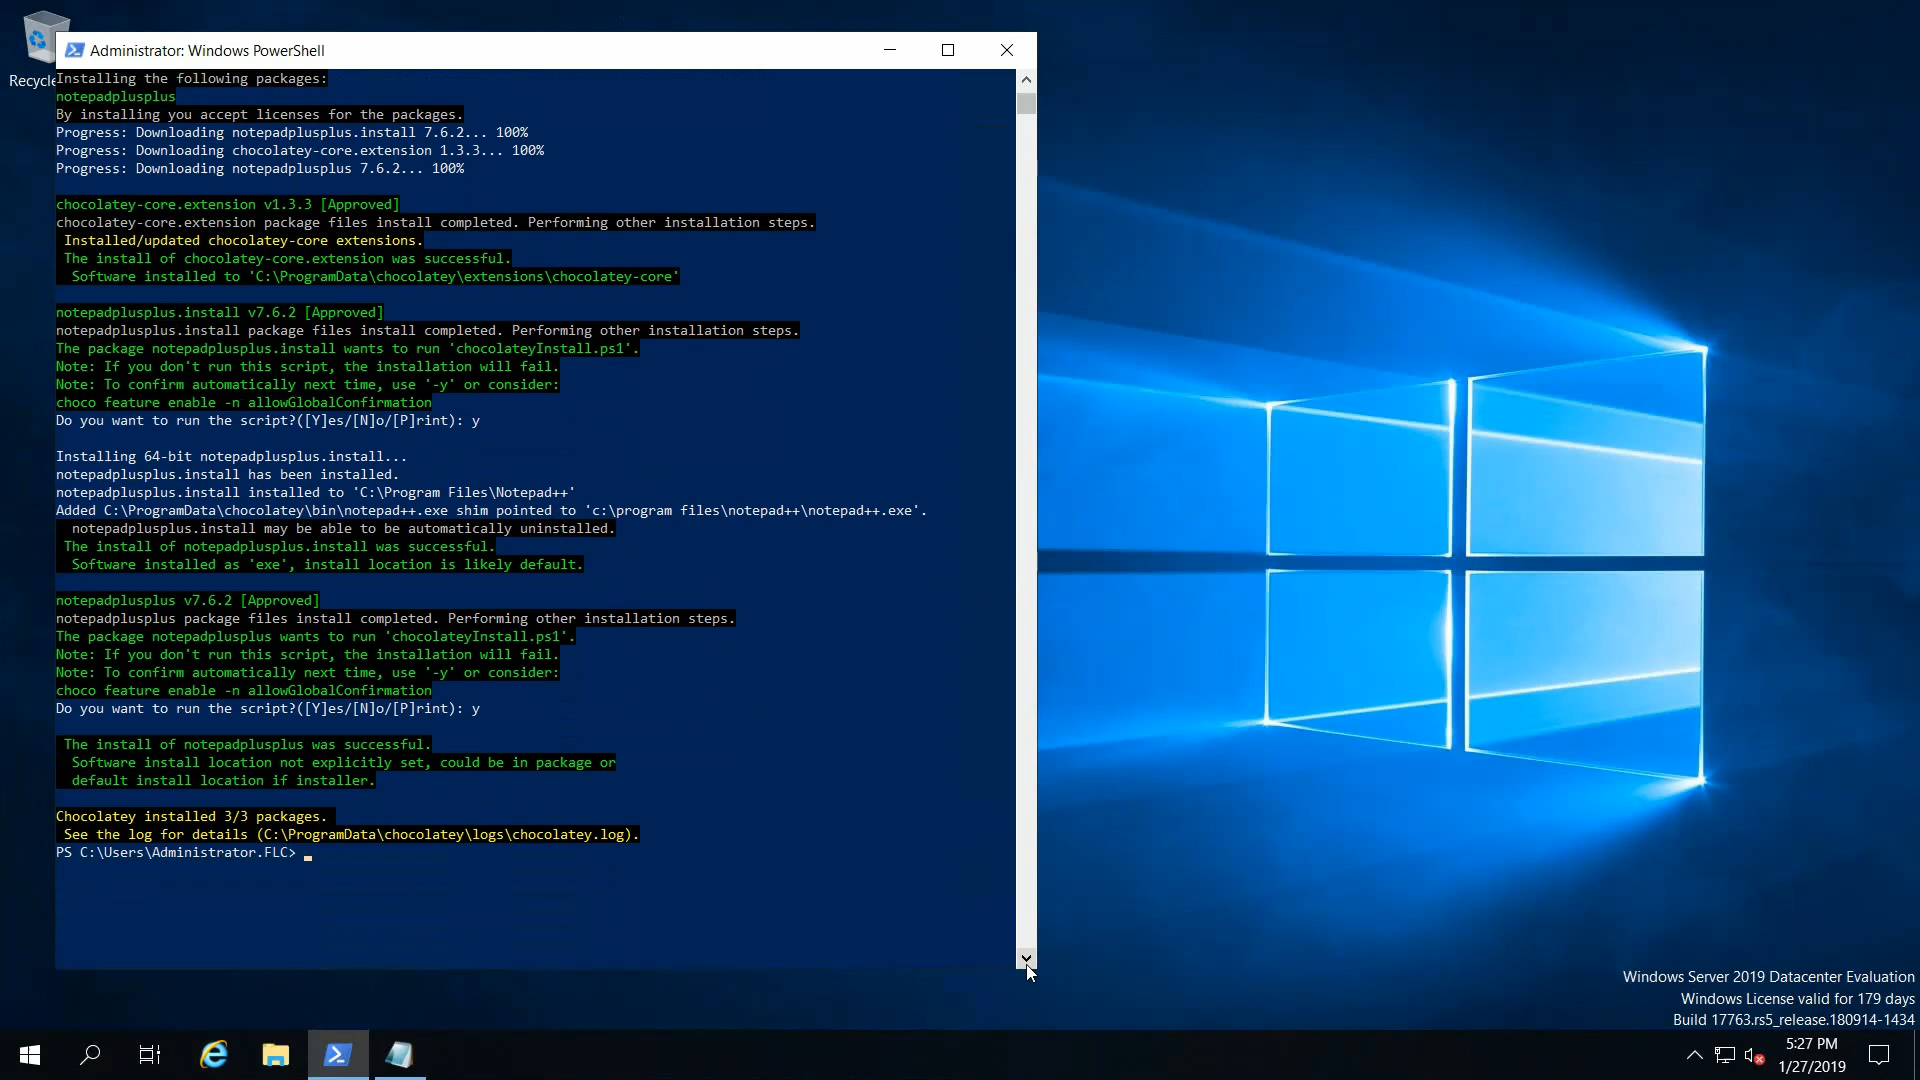 Recycle
Administrator: Windows PowerShell
Installing the following packages:
notepadplusplus
By installing you accept licenses for the packages.
Progress: Downloading notepadplusplus.install 7.6.2... 100%
Progress: Downloading chocolatey-core.extension 1.3.3... 100%
Progress: Downloading notepadplusplus 7.6.2... 100%
chocolatey-core.extension v1.3.3 [Approved]
chocolatey-core.extension package files install completed. Performing other installation steps.
Installed/updated chocolatey-core extensions.
The install of chocolatey-core.extension was successful.
Software installed to 'C:\ProgramData\chocolatey\extensions\chocolatey-core'
notepadplusplus.install v7.6.2 [Approved]
notepadplusplus.install package files install completed. Performing other installation steps.
The package notepadplusplus.install wants to run 'chocolateyInstall.ps1'.
Note: If you don't run this script, the installation will fail.
Note: To confirm automatically next time, use '-y' or consider:
choco feature enable -n allowGlobalConfirmation
Do you want to run the script?([Y]es/[N]o/[P]rint): y
Installing 64-bit notepadplusplus.install...
notepadplusplus.install has been installed.
notepadplusplus.install installed to 'C:\Program Files\Notepad++'
Added C:\ProgramData\chocolatey\bin\notepad++.exe shim pointed to 'c:\program files\notepad++\notepad++.exe'.
notepadplusplus.install may be able to be automatically uninstalled.
The install of notepadplusplus.install was successful.
Software installed as 'exe', install location is likely default.
notepadplusplus v7.6.2 [Approved]
notepadplusplus package files install completed. Performing other installation steps.
The package notepadplusplus wants to run 'chocolateyInstall.ps1'.
Note: If you don't run this script, the installation will fail.
Note: To confirm automatically next time, use '-y' or consider:
choco feature enable -n allowGlobalConfirmation
Do you want to run the script?([Y]es/[N]o/[P]rint): y
The install of notepadplusplus was successful.
Software install location not explicitly set, could be in package or
default install location if installer.
Chocolatey installed 3/3 packages.
See the log for details (C:\ProgramData\chocolatey\logs\chocolatey.log).
PS C:\Users\Administrator.FLC>
Windows Server 2019 Datacenter Evaluation
Windows License valid for 179 days
Build 17763.rs5_release.180914-1434
5:27 PM
1/27/2019